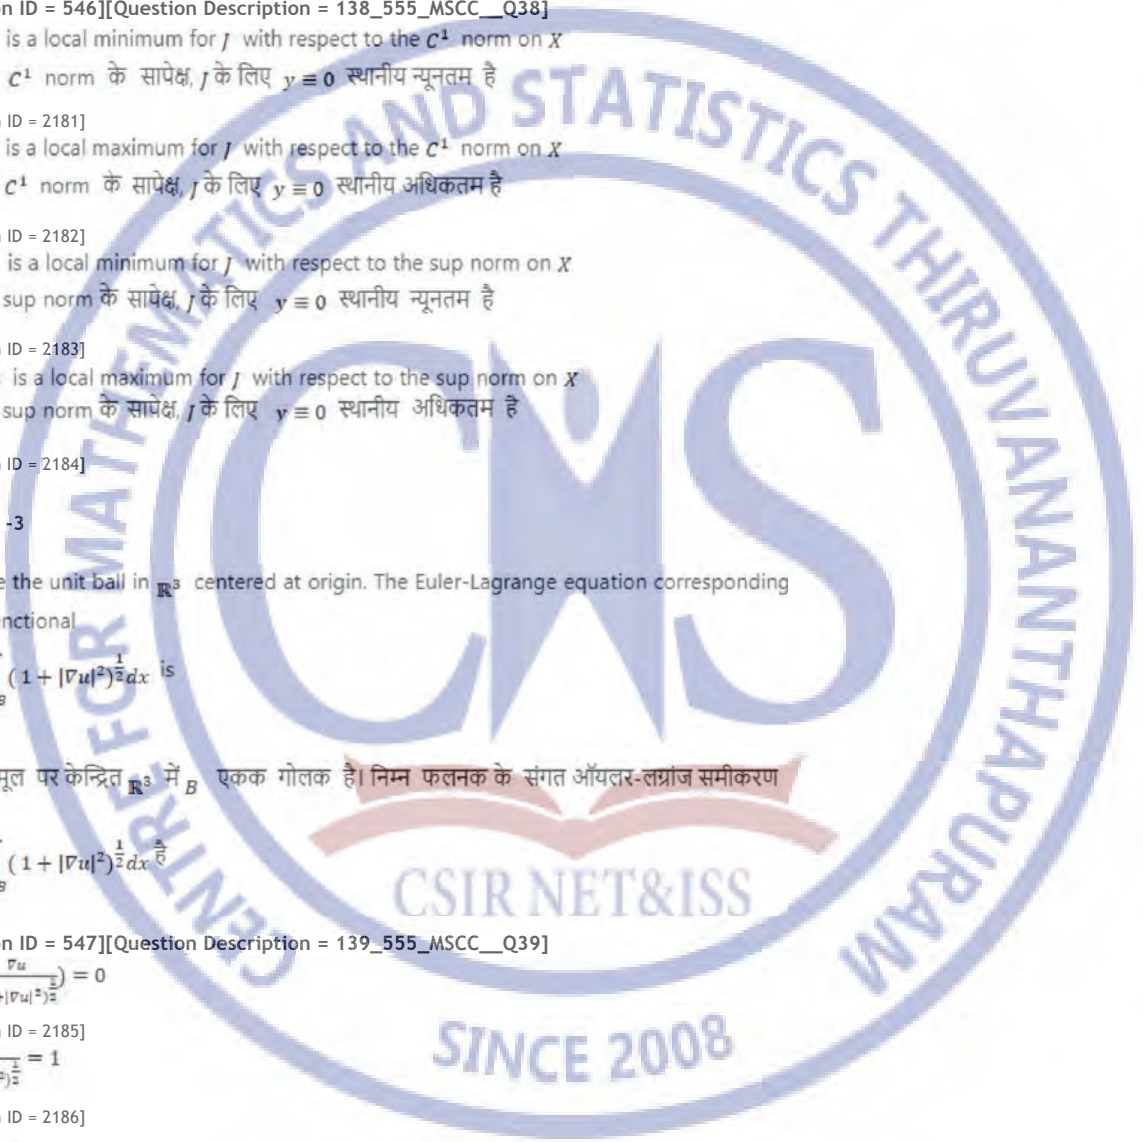 n ID = 546][Question Description = 138_555_MSCC__Q38]
is a local minimum for J with respect to the C¹ norm on X
C¹ norm के सापेक्ष, J के लिए y ≡ 0 स्थानीय न्यूनतम है
n ID = 2181]
is a local maximum for J with respect to the C¹ norm on X
C¹ norm के सापेक्ष, J के लिए y ≡ 0 स्थानीय अधिकतम है
n ID = 2182]
is a local minimum for J with respect to the sup norm on X
sup norm के सापेक्ष, J के लिए y ≡ 0 स्थानीय न्यूनतम है
n ID = 2183]
is a local maximum for J with respect to the sup norm on X
sup norm के सापेक्ष, J के लिए y ≡ 0 स्थानीय अधिकतम है
n ID = 2184]
-3
e the unit ball in ℝ³ centered at origin. The Euler-Lagrange equation corresponding
nctional
B (1 + |∇u|²)^{1/2} dx is
मूल पर केन्द्रित ℝ³ में B एकक गोलक है। निम्न फलनक के संगत ऑयलर-लग्रांज समीकरण
B (1 + |∇u|²)^{1/2} dx है
n ID = 547][Question Description = 139_555_MSCC__Q39]
∇u / +|∇u|²)^{1/2}) = 0
n ID = 2185]
²)^{1/2} = 1
n ID = 2186]
CENTRE FOR MATHEMATICS AND STATISTICS THIRUVANANTHAPURAM
CMS
CSIR NET&ISS
SINCE 2008